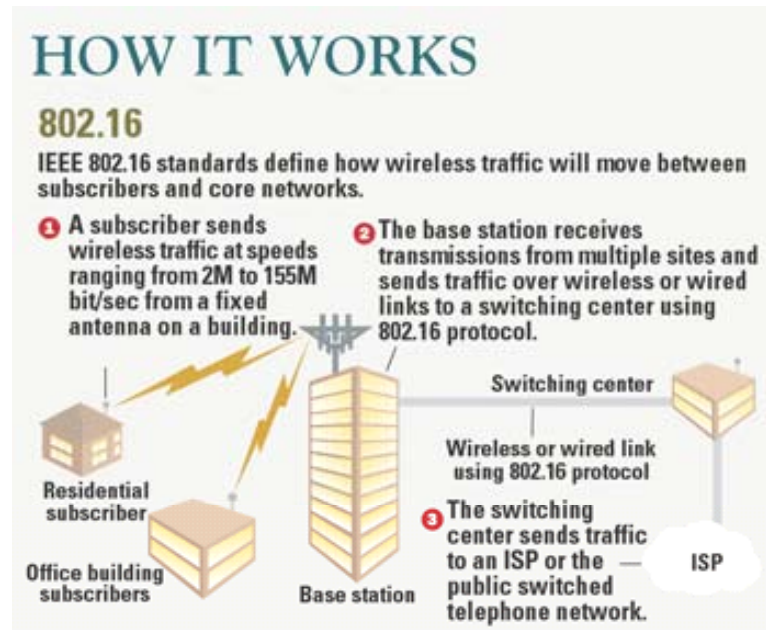 HOW IT WORKS
802.16
IEEE 802.16 standards define how wireless traffic will move between
subscribers and core networks.
1 A subscriber sends
wireless traffic at speeds
ranging from 2M to 155M
bit/sec from a fixed
antenna on a building.
2 The base station receives
transmissions from multiple sites and
sends traffic over wireless or wired
links to a switching center using
802.16 protocol.
Switching center
Wireless or wired link
using 802.16 protocol
Residential
subscriber
Office building
subscribers
Base station
3 The switching
center sends traffic
to an ISP or the
public switched
telephone network.
ISP